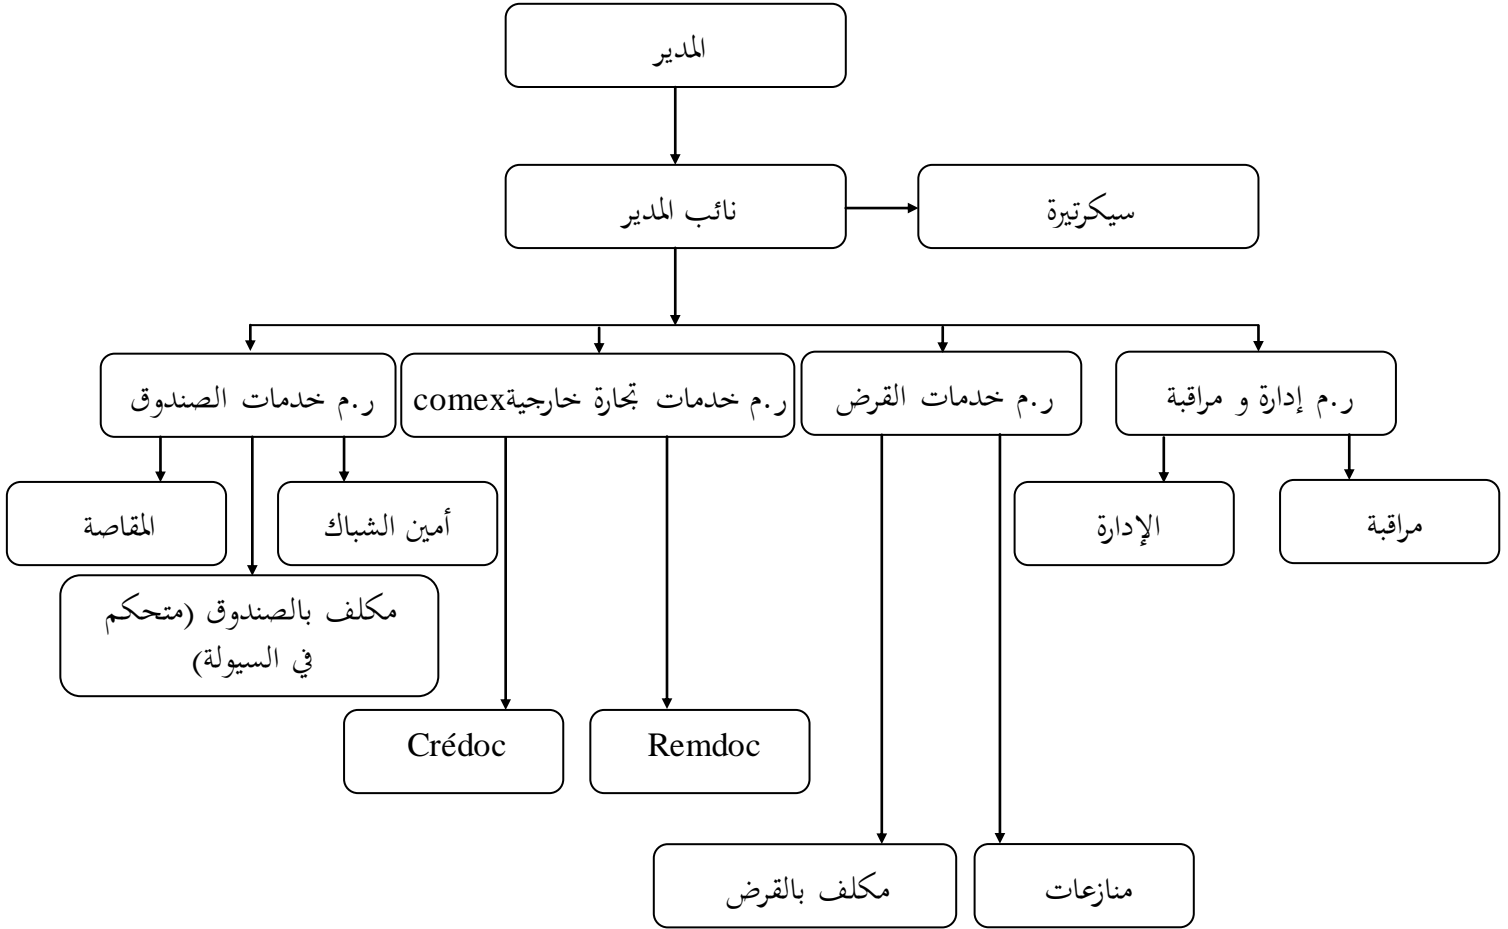 المدير
نائب المدير
سيكرتيرة
ر.م إدارة و مراقبة
ر.م خدمات القرض
ر.م خدمات تجارة خارجيةcomex
ر.م خدمات الصندوق
مراقبة
الإدارة
أمين الشباك
المقاصة
مكلف بالصندوق (متحكم
في السيولة)
Remdoc
Crédoc
منازعات
مكلف بالقرض